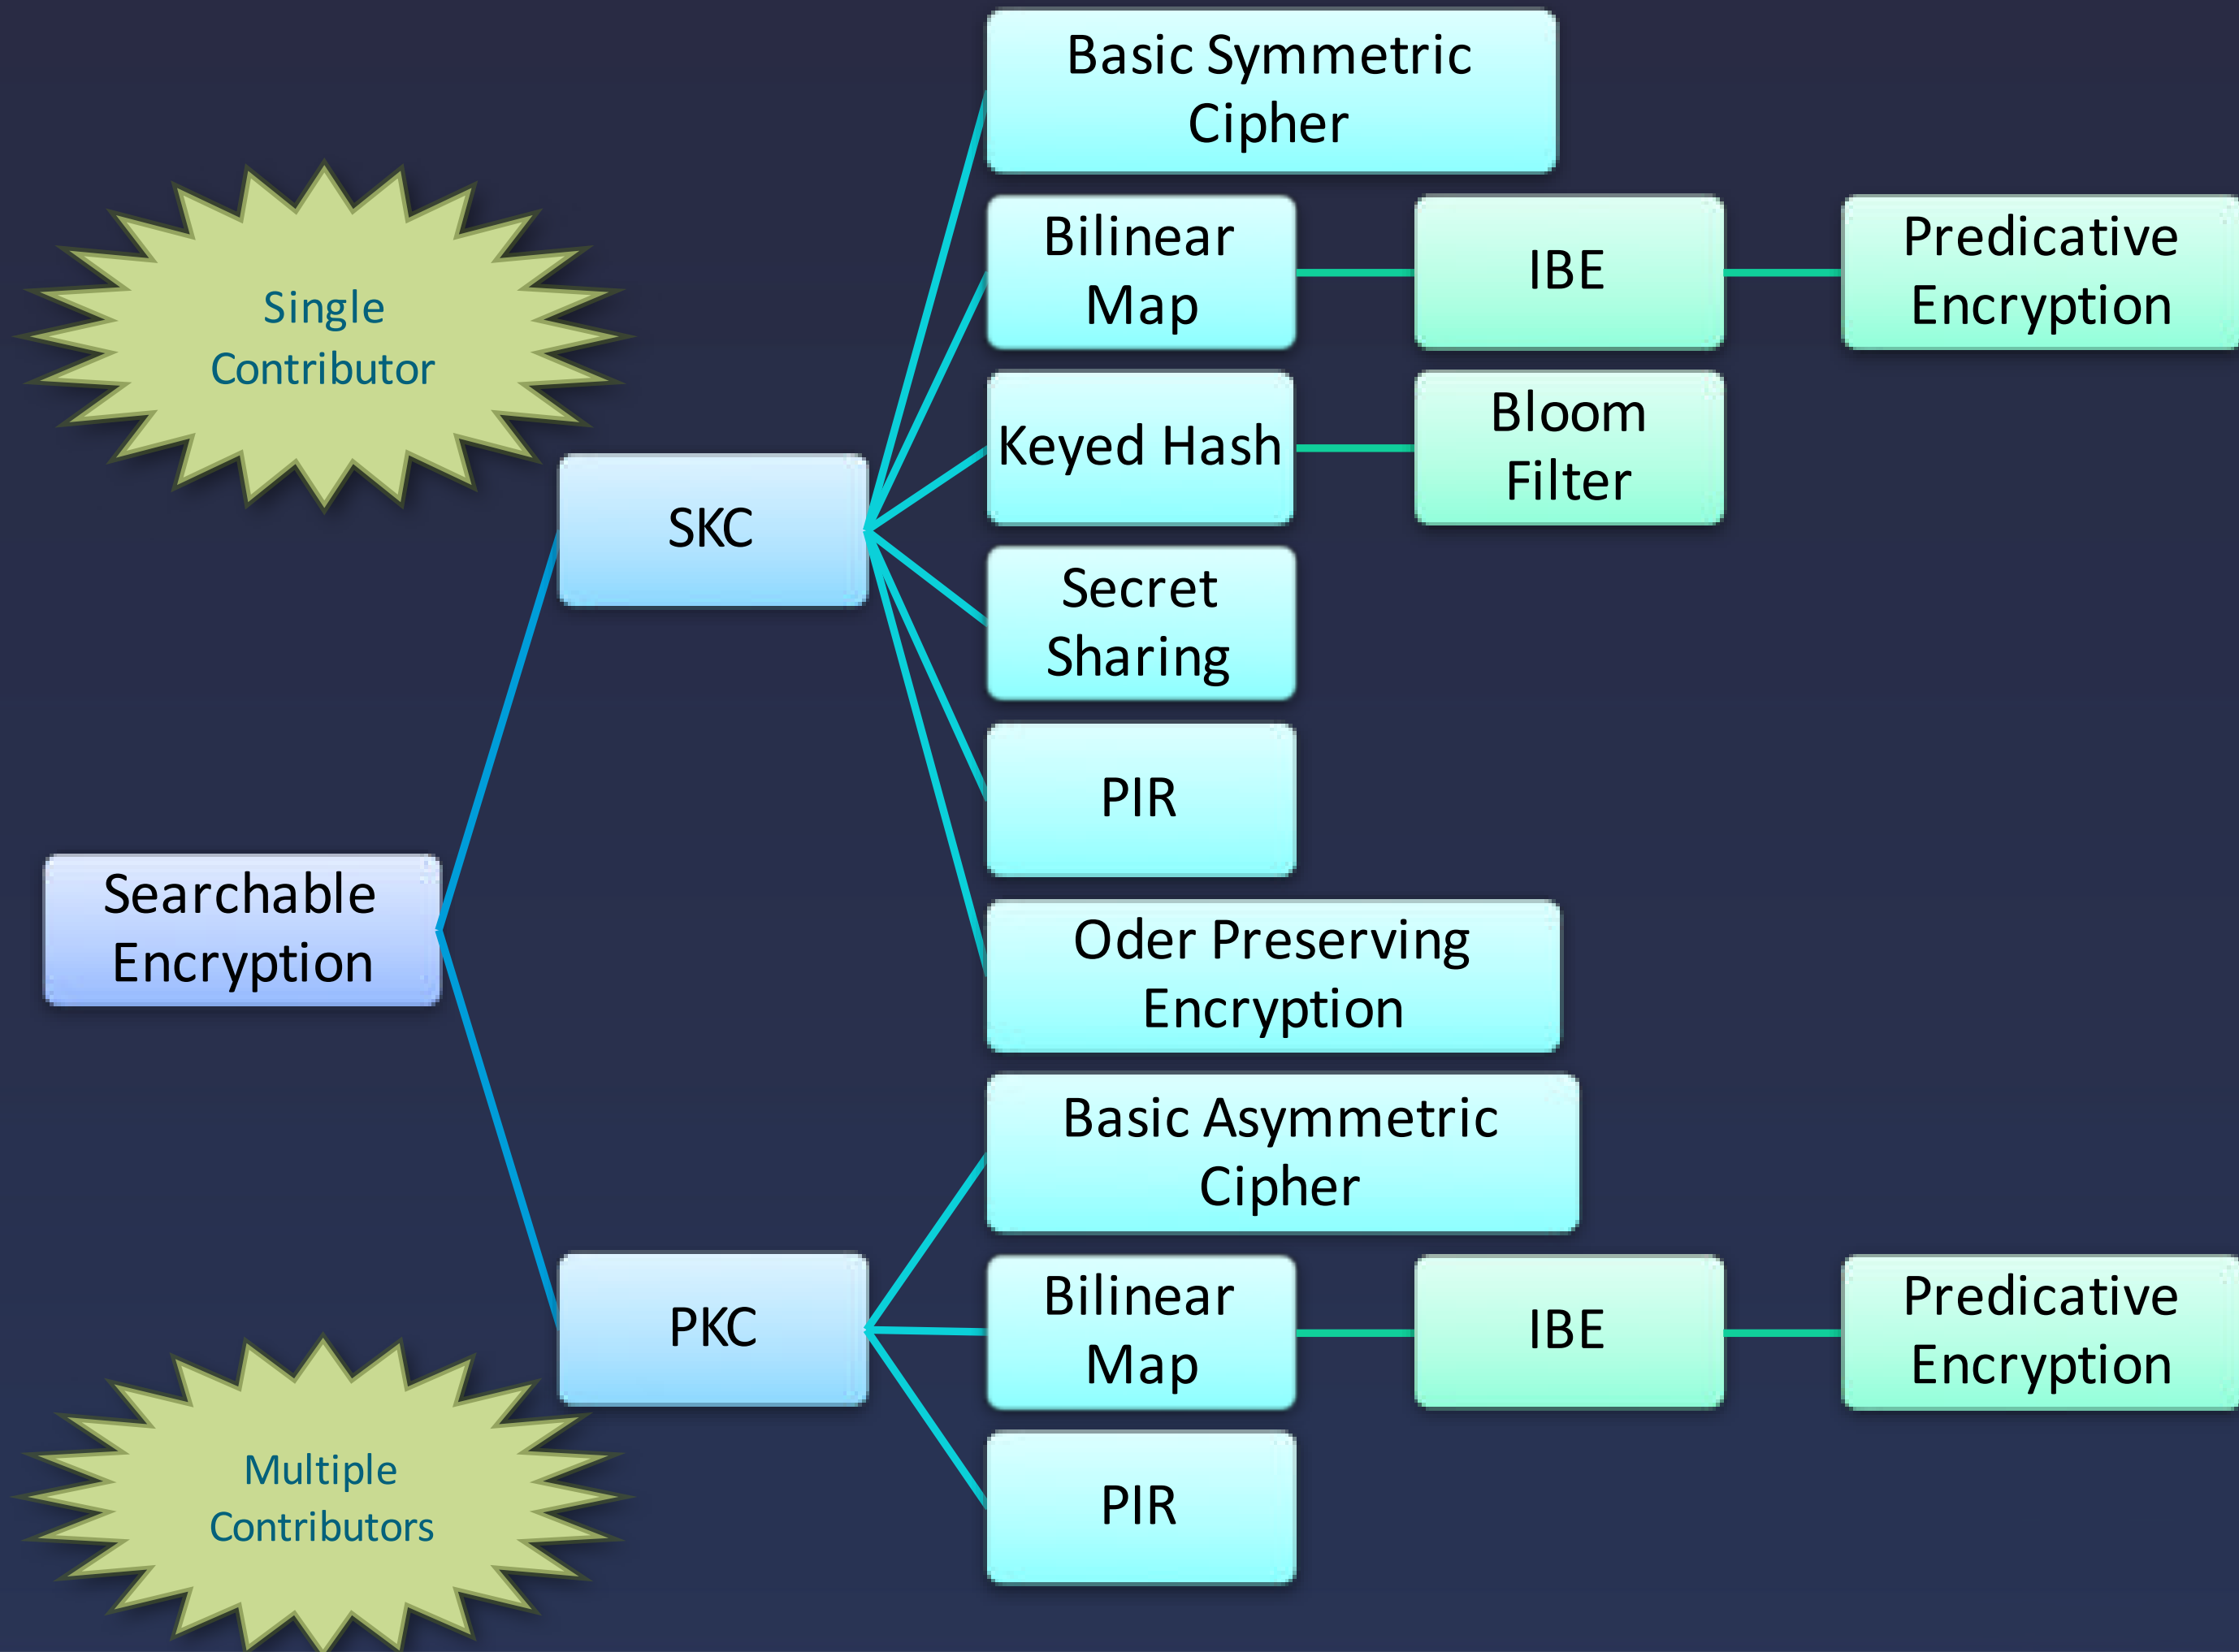 Basic Symmetric
Cipher
Single
Contributor
Bilinear
Map
IBE
Predicative
Encryption
Keyed Hash
Bloom
Filter
SKC
Secret
Sharing
PIR
Searchable
Encryption
Oder Preserving
Encryption
Basic Asymmetric
Cipher
PKC
Bilinear
Map
IBE
Predicative
Encryption
Multiple
Contributors
PIR